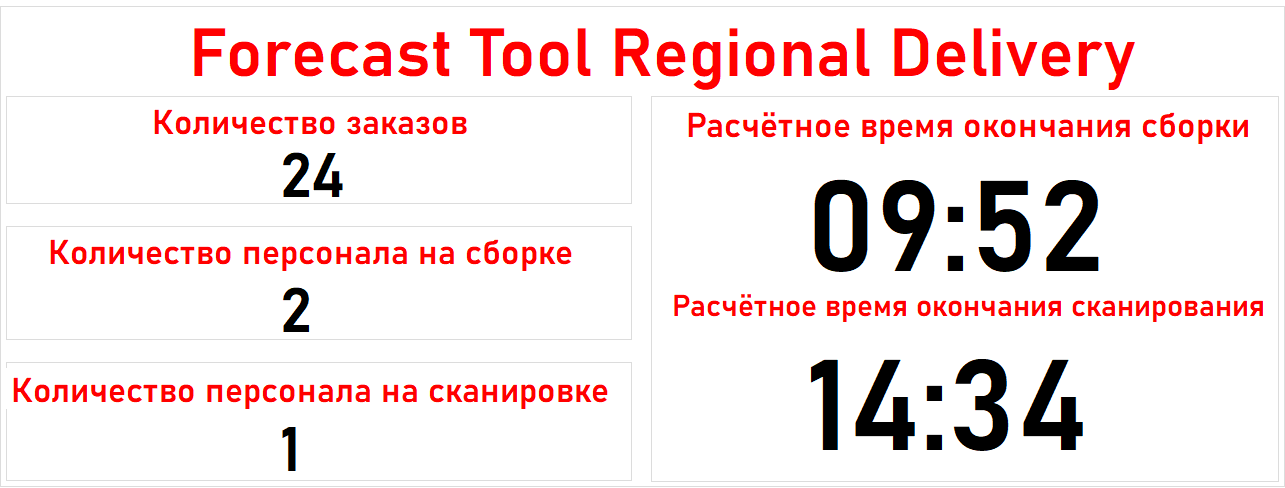 Forecast Tool Regional Delivery
Количество заказов
24
Количество персонала на сборке
2
Количество персонала на сканировке
1
Расчётное время окончания сборки
09:52
Расчётное время окончания сканирования
14:34